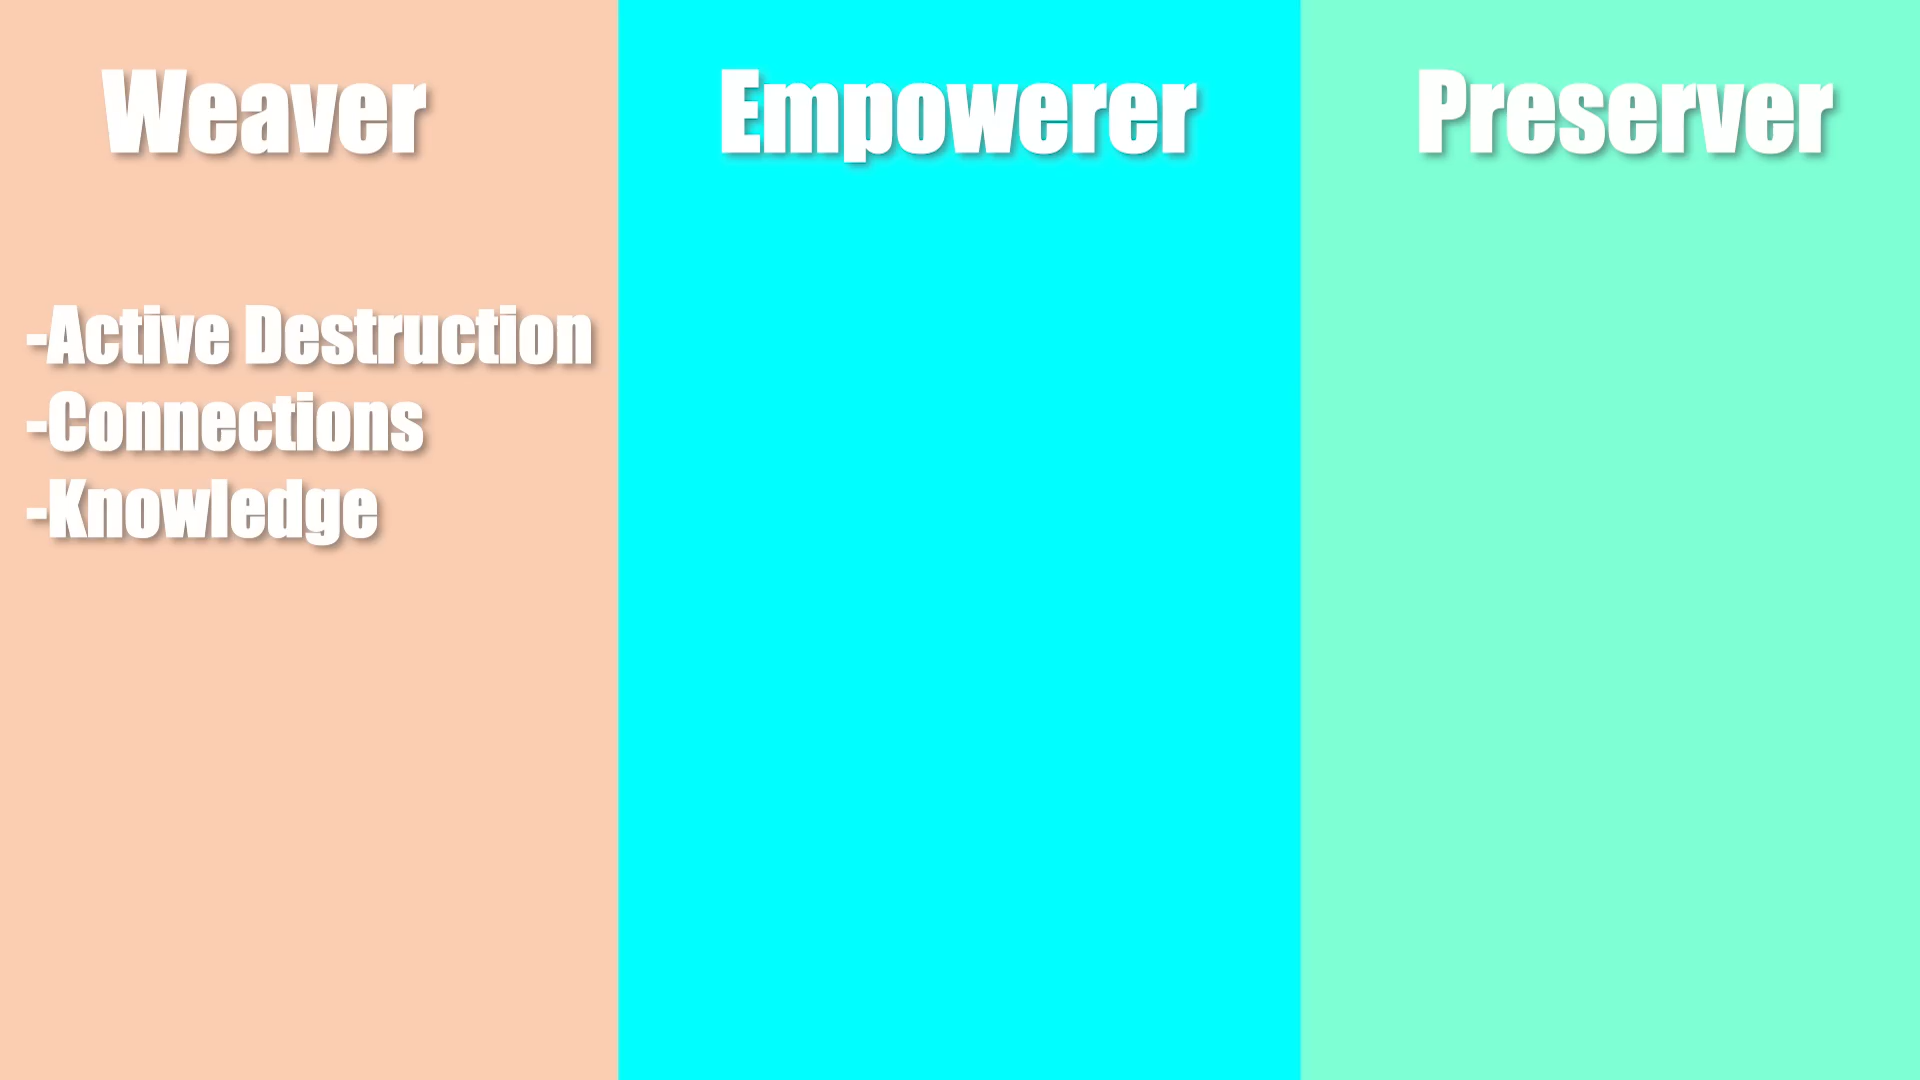 Weaver
Empowerer
Preserver
-Active Destruction
-Connections
-Knowledge